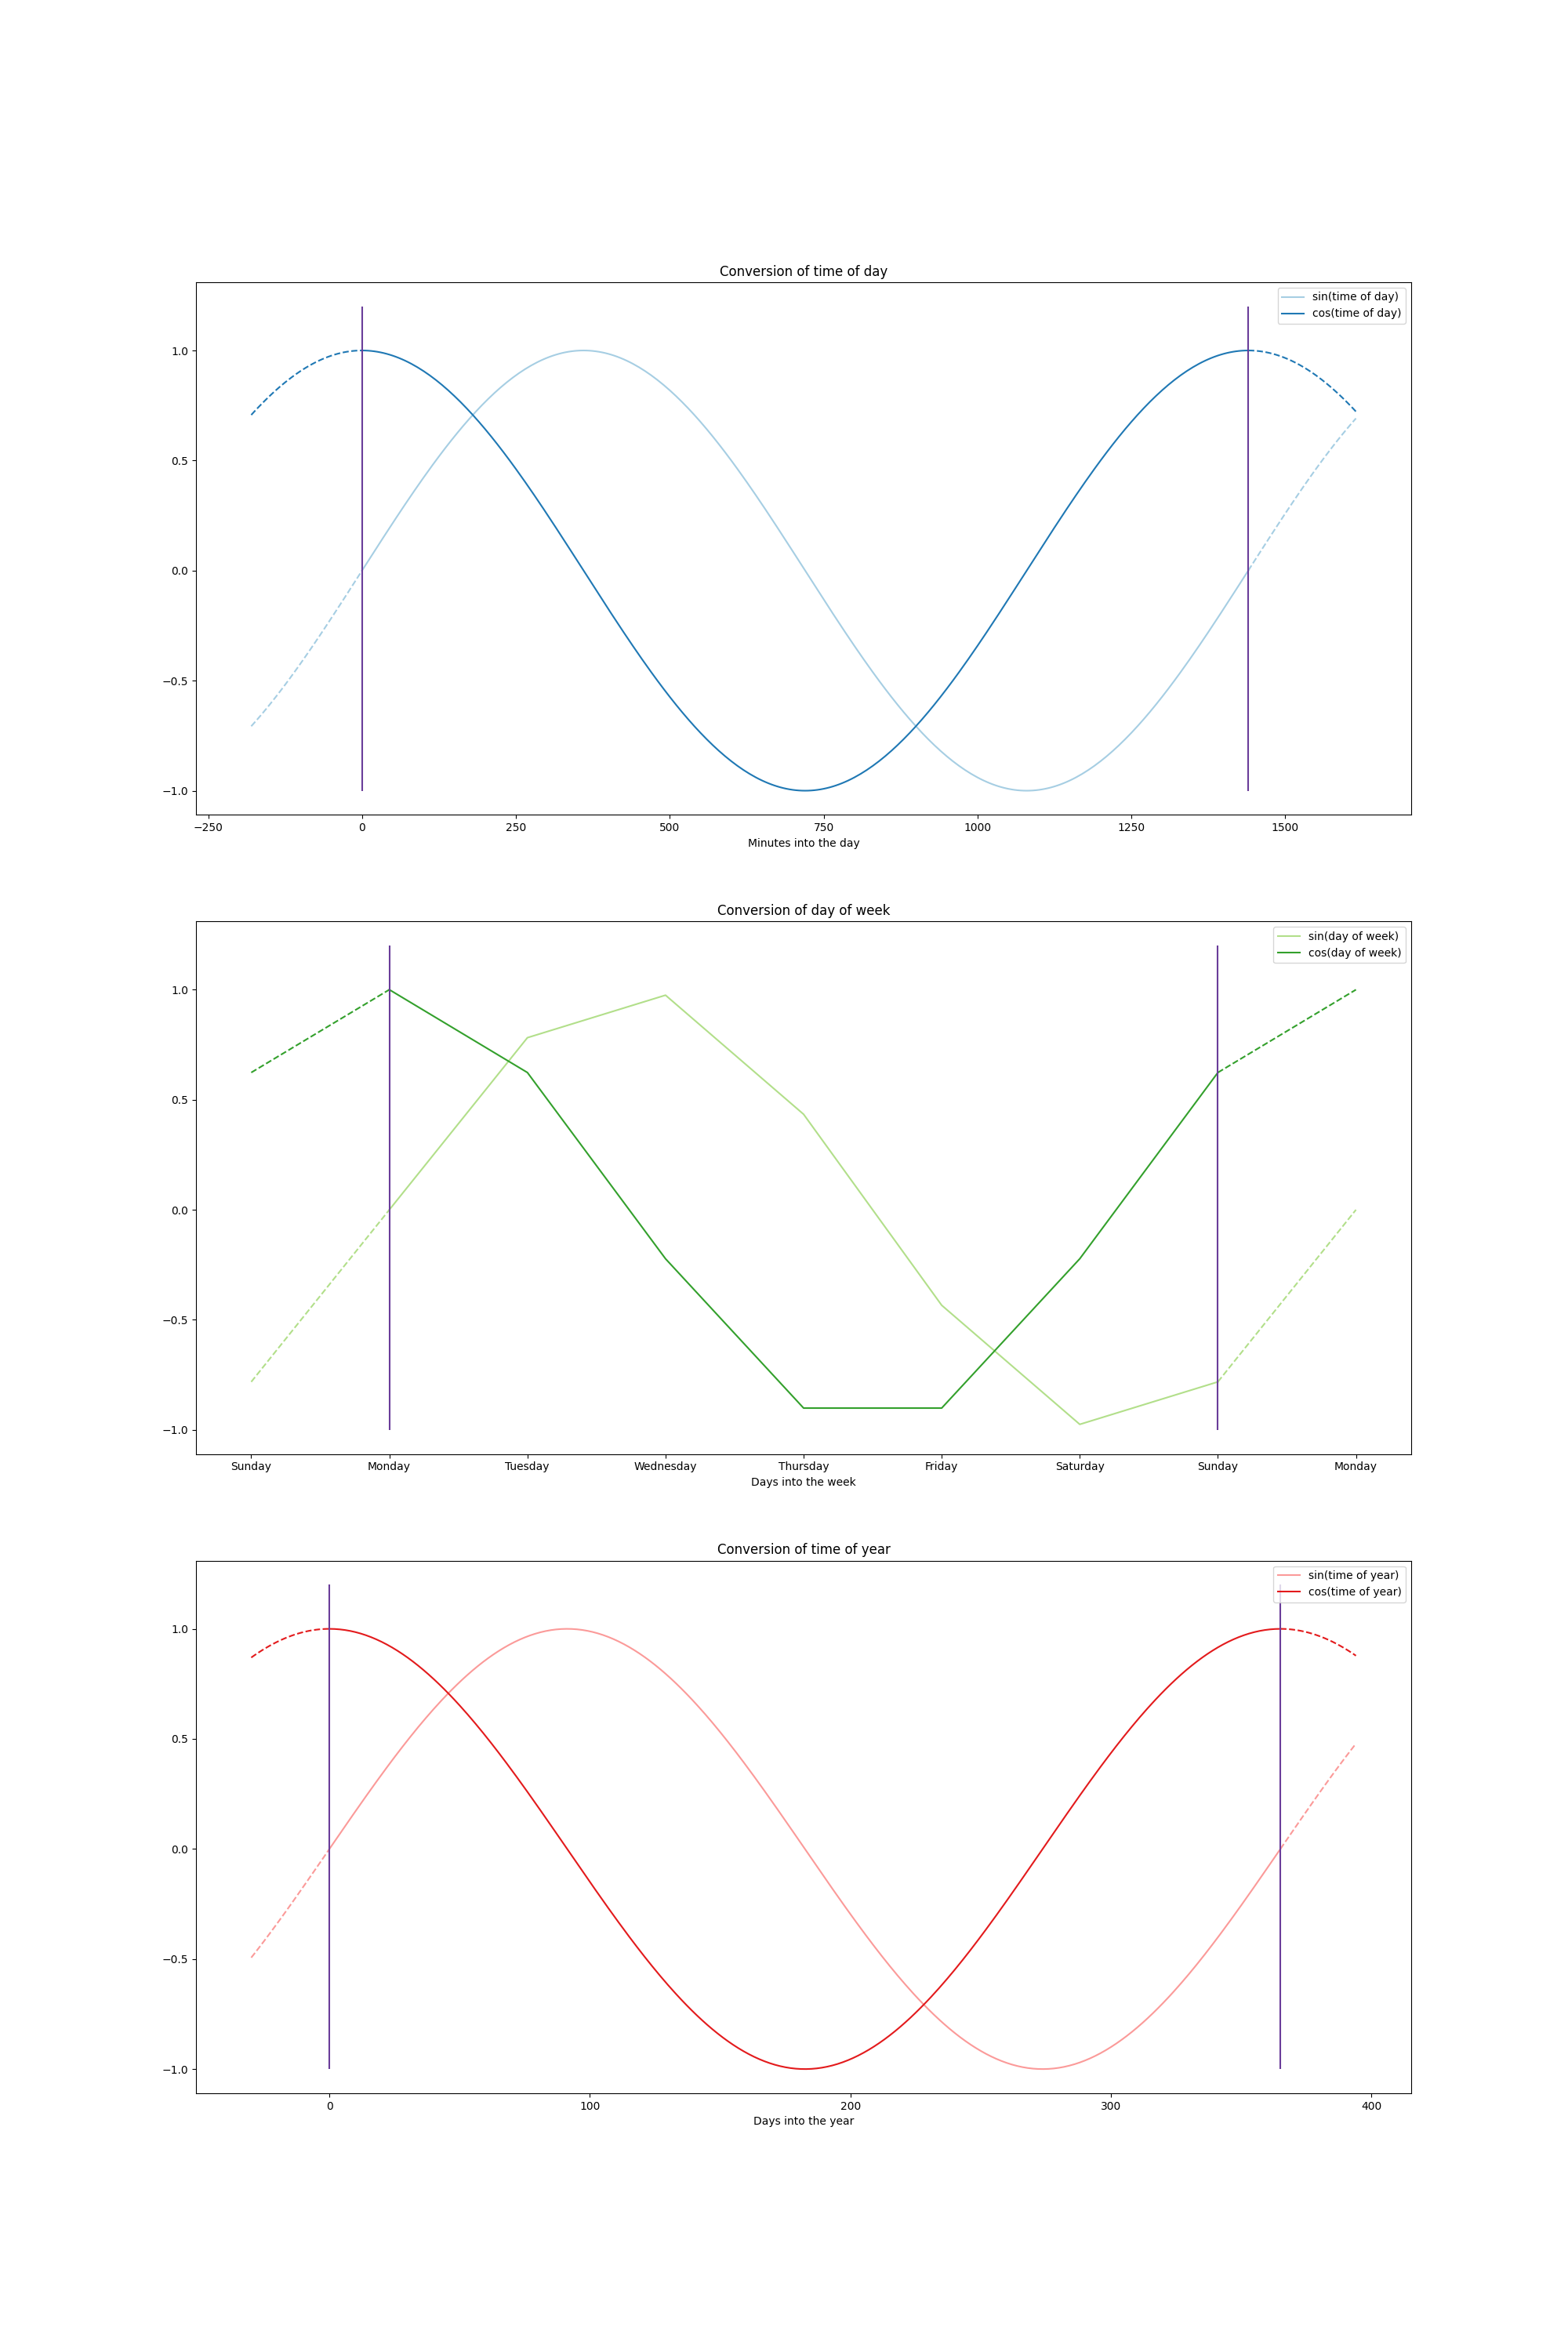 Conversion of time of day
sin(time of day)
cos(time of day)
1.0
0.5
0.0
−0.5
−1.0
−250 0 250 500 750 1000 1250 1500
Minutes into the day
Conversion of day of week
sin(day of week)
cos(day of week)
1.0
0.5
0.0
−0.5
−1.0
Sunday Monday Tuesday Wednesday Thursday Friday Saturday Sunday Monday
Days into the week
Conversion of time of year
sin(time of year)
cos(time of year)
1.0
0.5
0.0
−0.5
−1.0
0 100 200 300 400
Days into the year